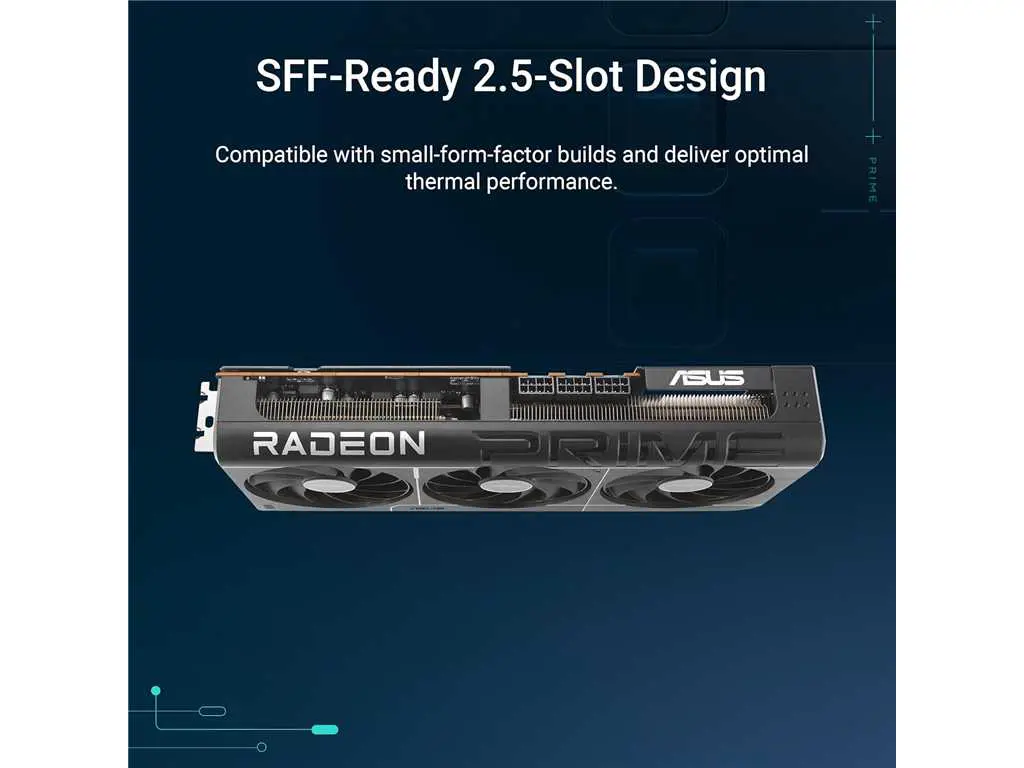 SFF-Ready 2.5-Slot Design
Compatible with small-form-factor builds and deliver optimal
thermal performance.
PRIME
ASUS
RADEON PRIME